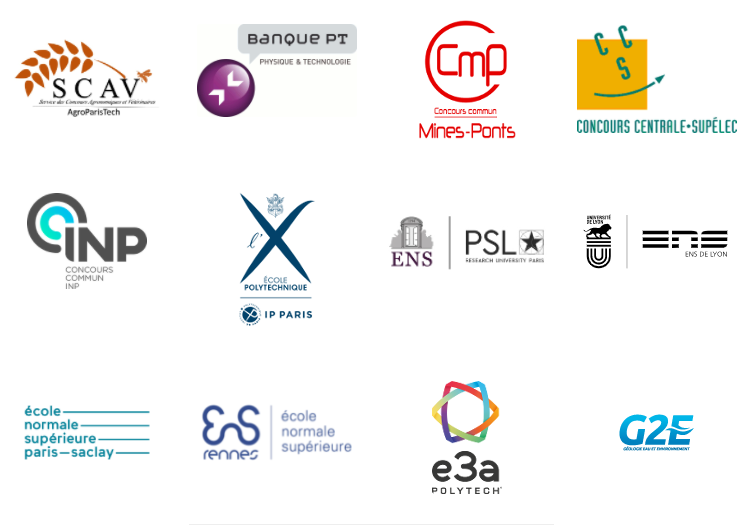 SCAV
Service des Concours Agronomiques et Vétérinaires
AgroParisTech
Banque PT
PHYSIQUE & TECHNOLOGIE
Cmp
Concours commun
Mines-Ponts
CCS
CONCOURS CENTRALE•SUPÉLEC
INP
CONCOURS
COMMUN
INP
l'X
ÉCOLE
POLYTECHNIQUE
IP PARIS
ENS
PSL★
RESEARCH UNIVERSITY PARIS
UNIVERSITÉ
DE LYON
ENS
ENS DE LYON
école
normale
supérieure
paris—saclay
ENS
rennes
école
normale
supérieure
e3a
POLYTECH
G2E
GÉOLOGIE EAU ET ENVIRONNEMENT